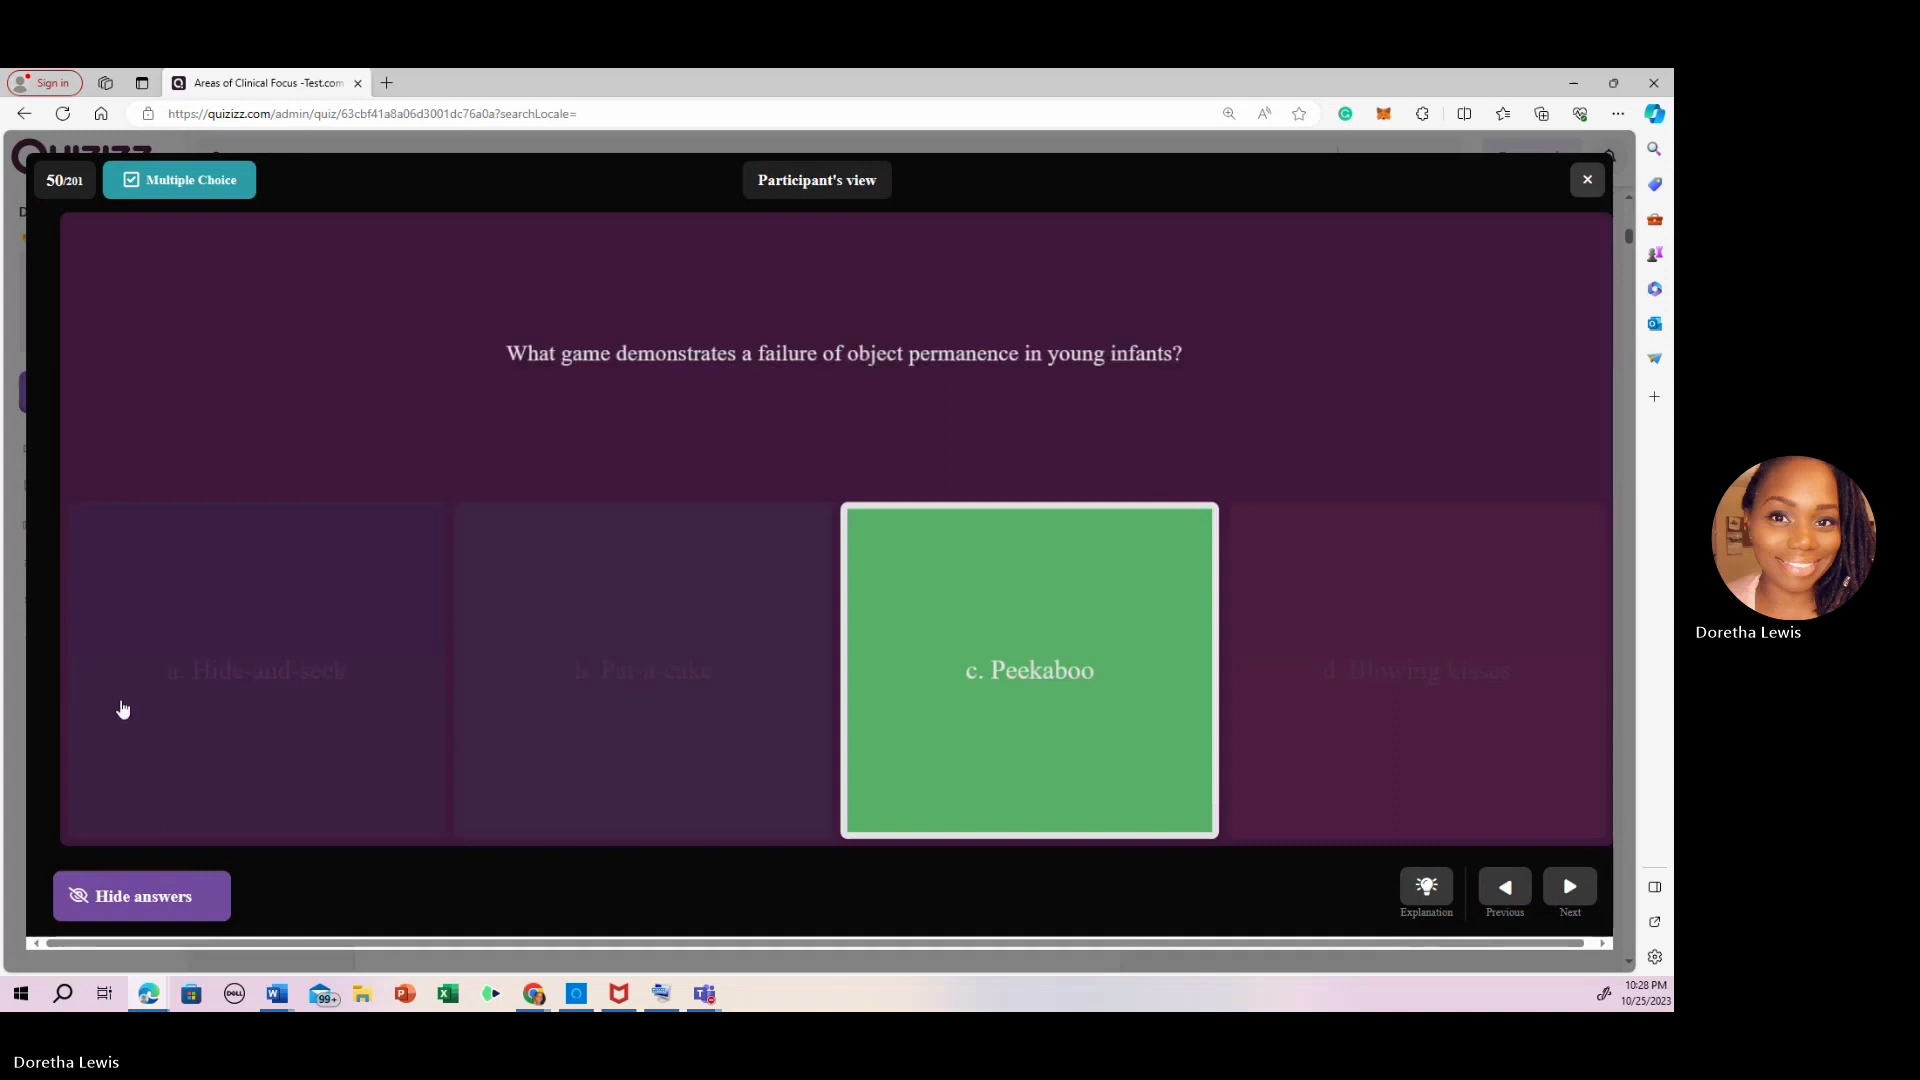 Sign in
Areas of Clinical Focus -Test.com
https://quizizz.com/admin/quiz/63cbf41a8a06d3001dc76a0a?searchLocale=
50/201
Multiple Choice
Participant's view
What game demonstrates a failure of object permanence in young infants?
a. Hide-and-seek
b. Pat-a-cake
c. Peekaboo
d. Blowing kisses
Hide answers
Explanation
Previous
Next
DELL
99+
10:28 PM
10/25/2023
Doretha Lewis
Doretha Lewis